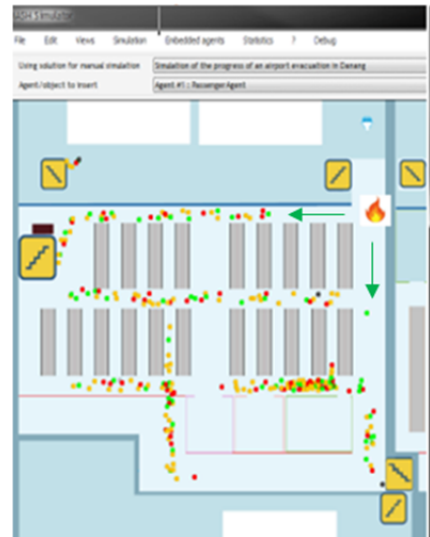 File Edit Views Simulation Embedded agents Statistics ? Debug
Using solution for manual simulation Simulation of the progress of an airport evacuation in Danang
Agent/object to insert Agent #1 : PassengerAgent